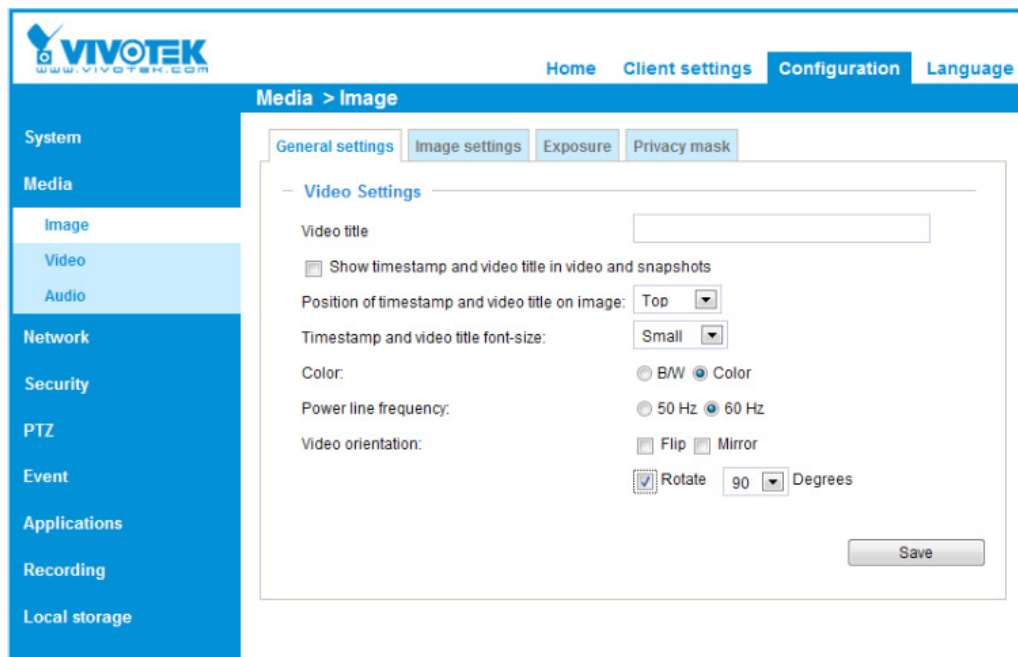 VIVOTEK
www.vivotek.com
Home Client settings Configuration Language
Media > Image
System
Media
Image
Video
Audio
Network
Security
PTZ
Event
Applications
Recording
Local storage
General settings Image settings Exposure Privacy mask
Video Settings
Video title
Show timestamp and video title in video and snapshots
Position of timestamp and video title on image: Top
Timestamp and video title font-size: Small
Color: B/W Color
Power line frequency: 50 Hz 60 Hz
Video orientation: Flip Mirror
Rotate 90 Degrees
Save